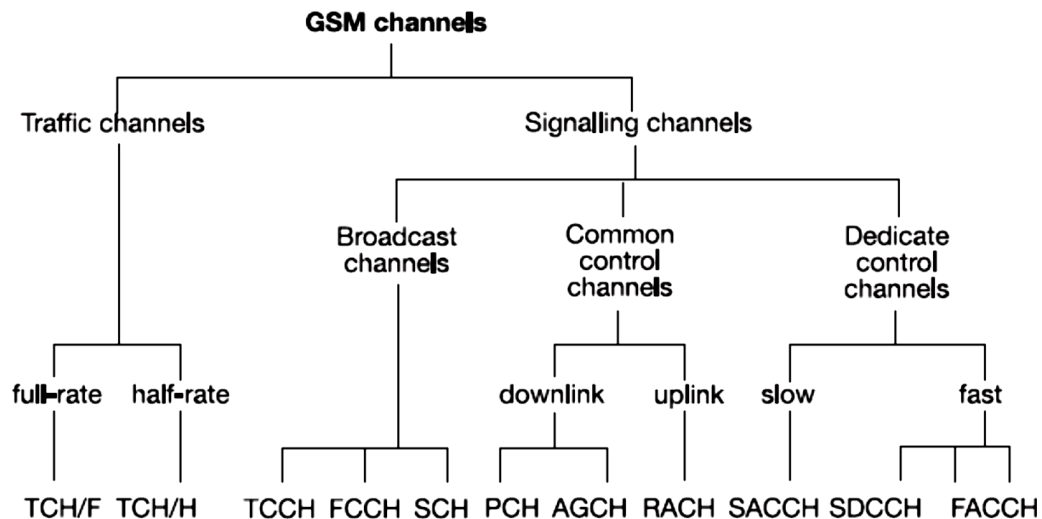 GSM channels
Traffic channels
Signalling channels
Broadcast
channels
Common
control
channels
Dedicate
control
channels
full-rate
half-rate
downlink
uplink
slow
fast
TCH/F
TCH/H
TCCH
FCCH
SCH
PCH
AGCH
RACH
SACCH
SDCCH
FACCH